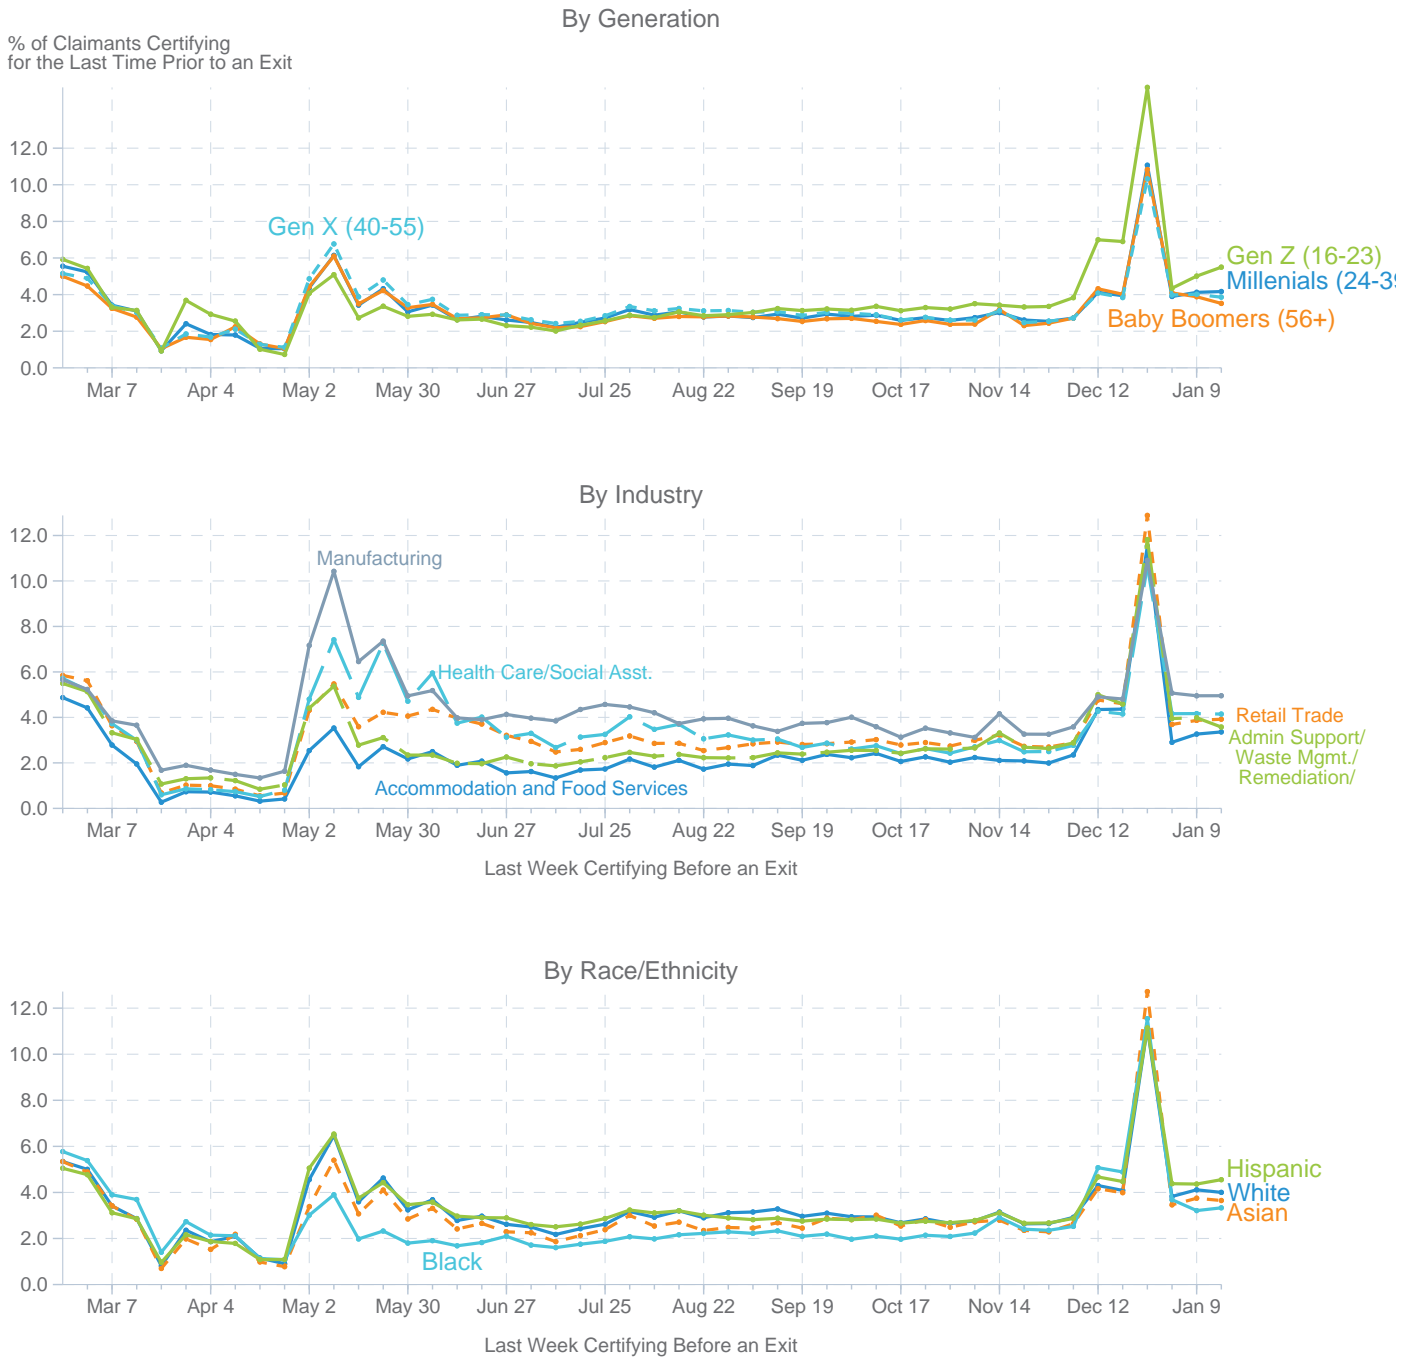 By Generation
% of Claimants Certifying
for the Last Time Prior to an Exit
12.0
10.0
8.0
6.0
4.0
2.0
0.0
Gen X (40-55)
Gen Z (16-23)
Millenials (24-39
Baby Boomers (56+)
Mar 7 Apr 4 May 2 May 30 Jun 27 Jul 25 Aug 22 Sep 19 Oct 17 Nov 14 Dec 12 Jan 9
By Industry
12.0
10.0
8.0
6.0
4.0
2.0
0.0
Manufacturing
Health Care/Social Asst.
Retail Trade
Admin Support/
Waste Mgmt./
Remediation/
Accommodation and Food Services
Mar 7 Apr 4 May 2 May 30 Jun 27 Jul 25 Aug 22 Sep 19 Oct 17 Nov 14 Dec 12 Jan 9
Last Week Certifying Before an Exit
By Race/Ethnicity
12.0
10.0
8.0
6.0
4.0
2.0
0.0
Hispanic
White
Asian
Black
Mar 7 Apr 4 May 2 May 30 Jun 27 Jul 25 Aug 22 Sep 19 Oct 17 Nov 14 Dec 12 Jan 9
Last Week Certifying Before an Exit